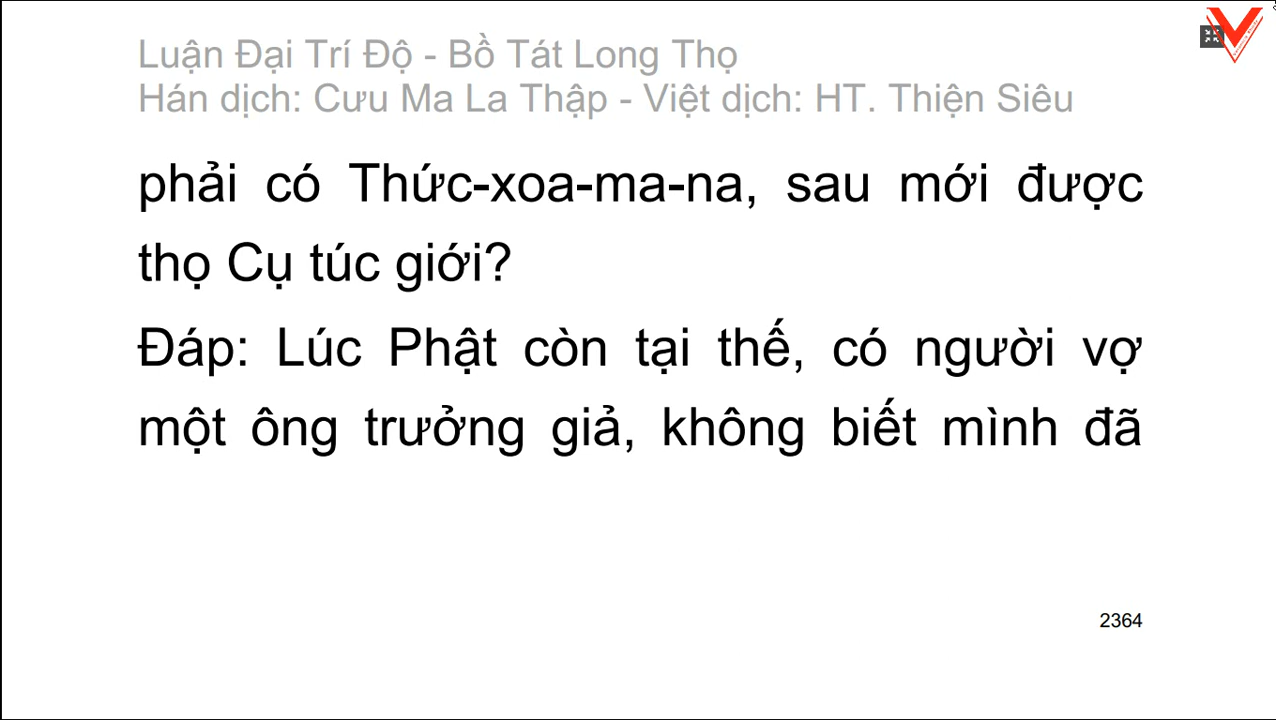 Luận Đại Trí Độ - Bồ Tát Long Thọ
Hán dịch: Cưu Ma La Thập - Việt dịch: HT. Thiện Siêu
phải có Thức-xoa-ma-na, sau mới được
thọ Cụ túc giới?
Đáp: Lúc Phật còn tại thế, có người vợ
một ông trưởng giả, không biết mình đã
2364